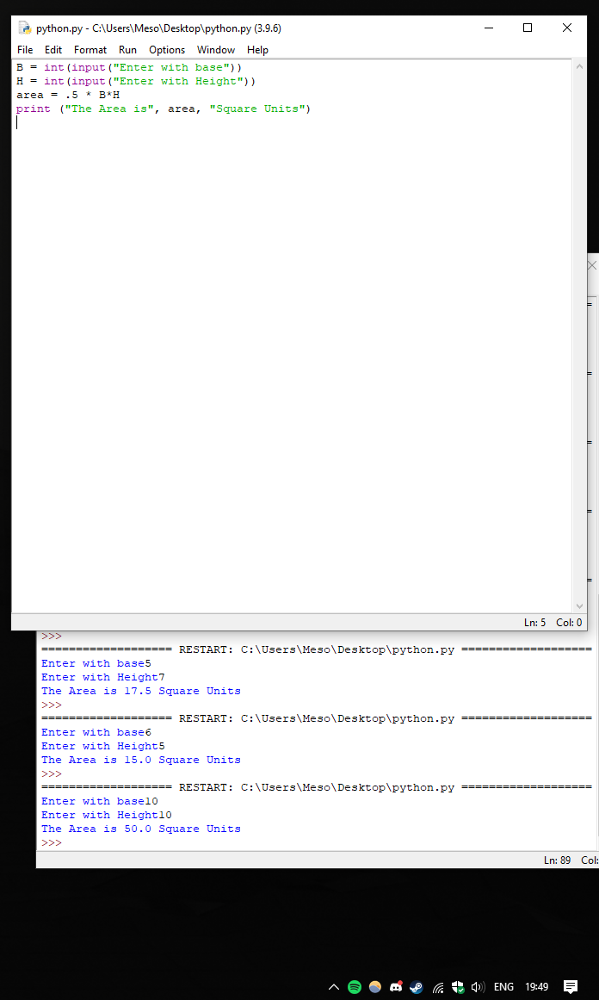 python.py - C:\Users\Meso\Desktop\python.py (3.9.6)
File Edit Format Run Options Window Help
B = int(input("Enter with base"))
H = int(input("Enter with Height"))
area = .5 * B*H
print ("The Area is", area, "Square Units")
Ln: 5 Col: 0
>>>
=================== RESTART: C:\Users\Meso\Desktop\python.py ===================
Enter with base5
Enter with Height7
The Area is 17.5 Square Units
>>>
=================== RESTART: C:\Users\Meso\Desktop\python.py ===================
Enter with base6
Enter with Height5
The Area is 15.0 Square Units
>>>
=================== RESTART: C:\Users\Meso\Desktop\python.py ===================
Enter with base10
Enter with Height10
The Area is 50.0 Square Units
>>>
Ln: 89 Col:
ENG 19:49